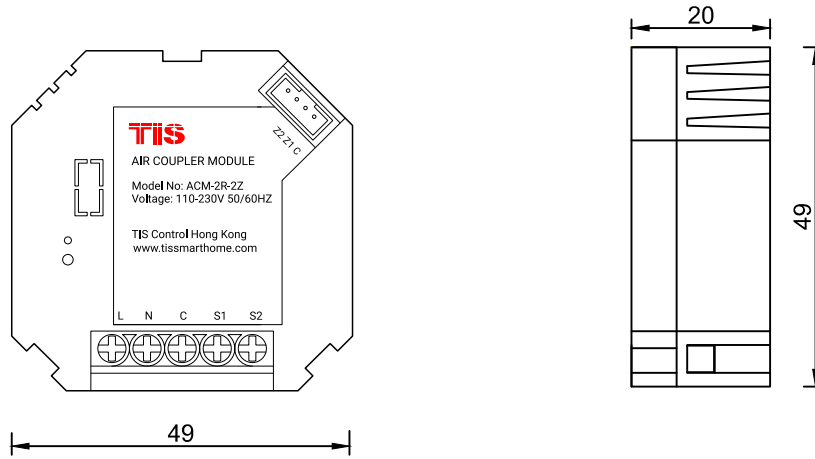 TIS
AIR COUPLER MODULE
Model No: ACM-2R-2Z
Voltage: 110-230V 50/60HZ
TIS Control Hong Kong
www.tissmarthome.com
Z2 Z1 C
L N C S1 S2
49
20
49